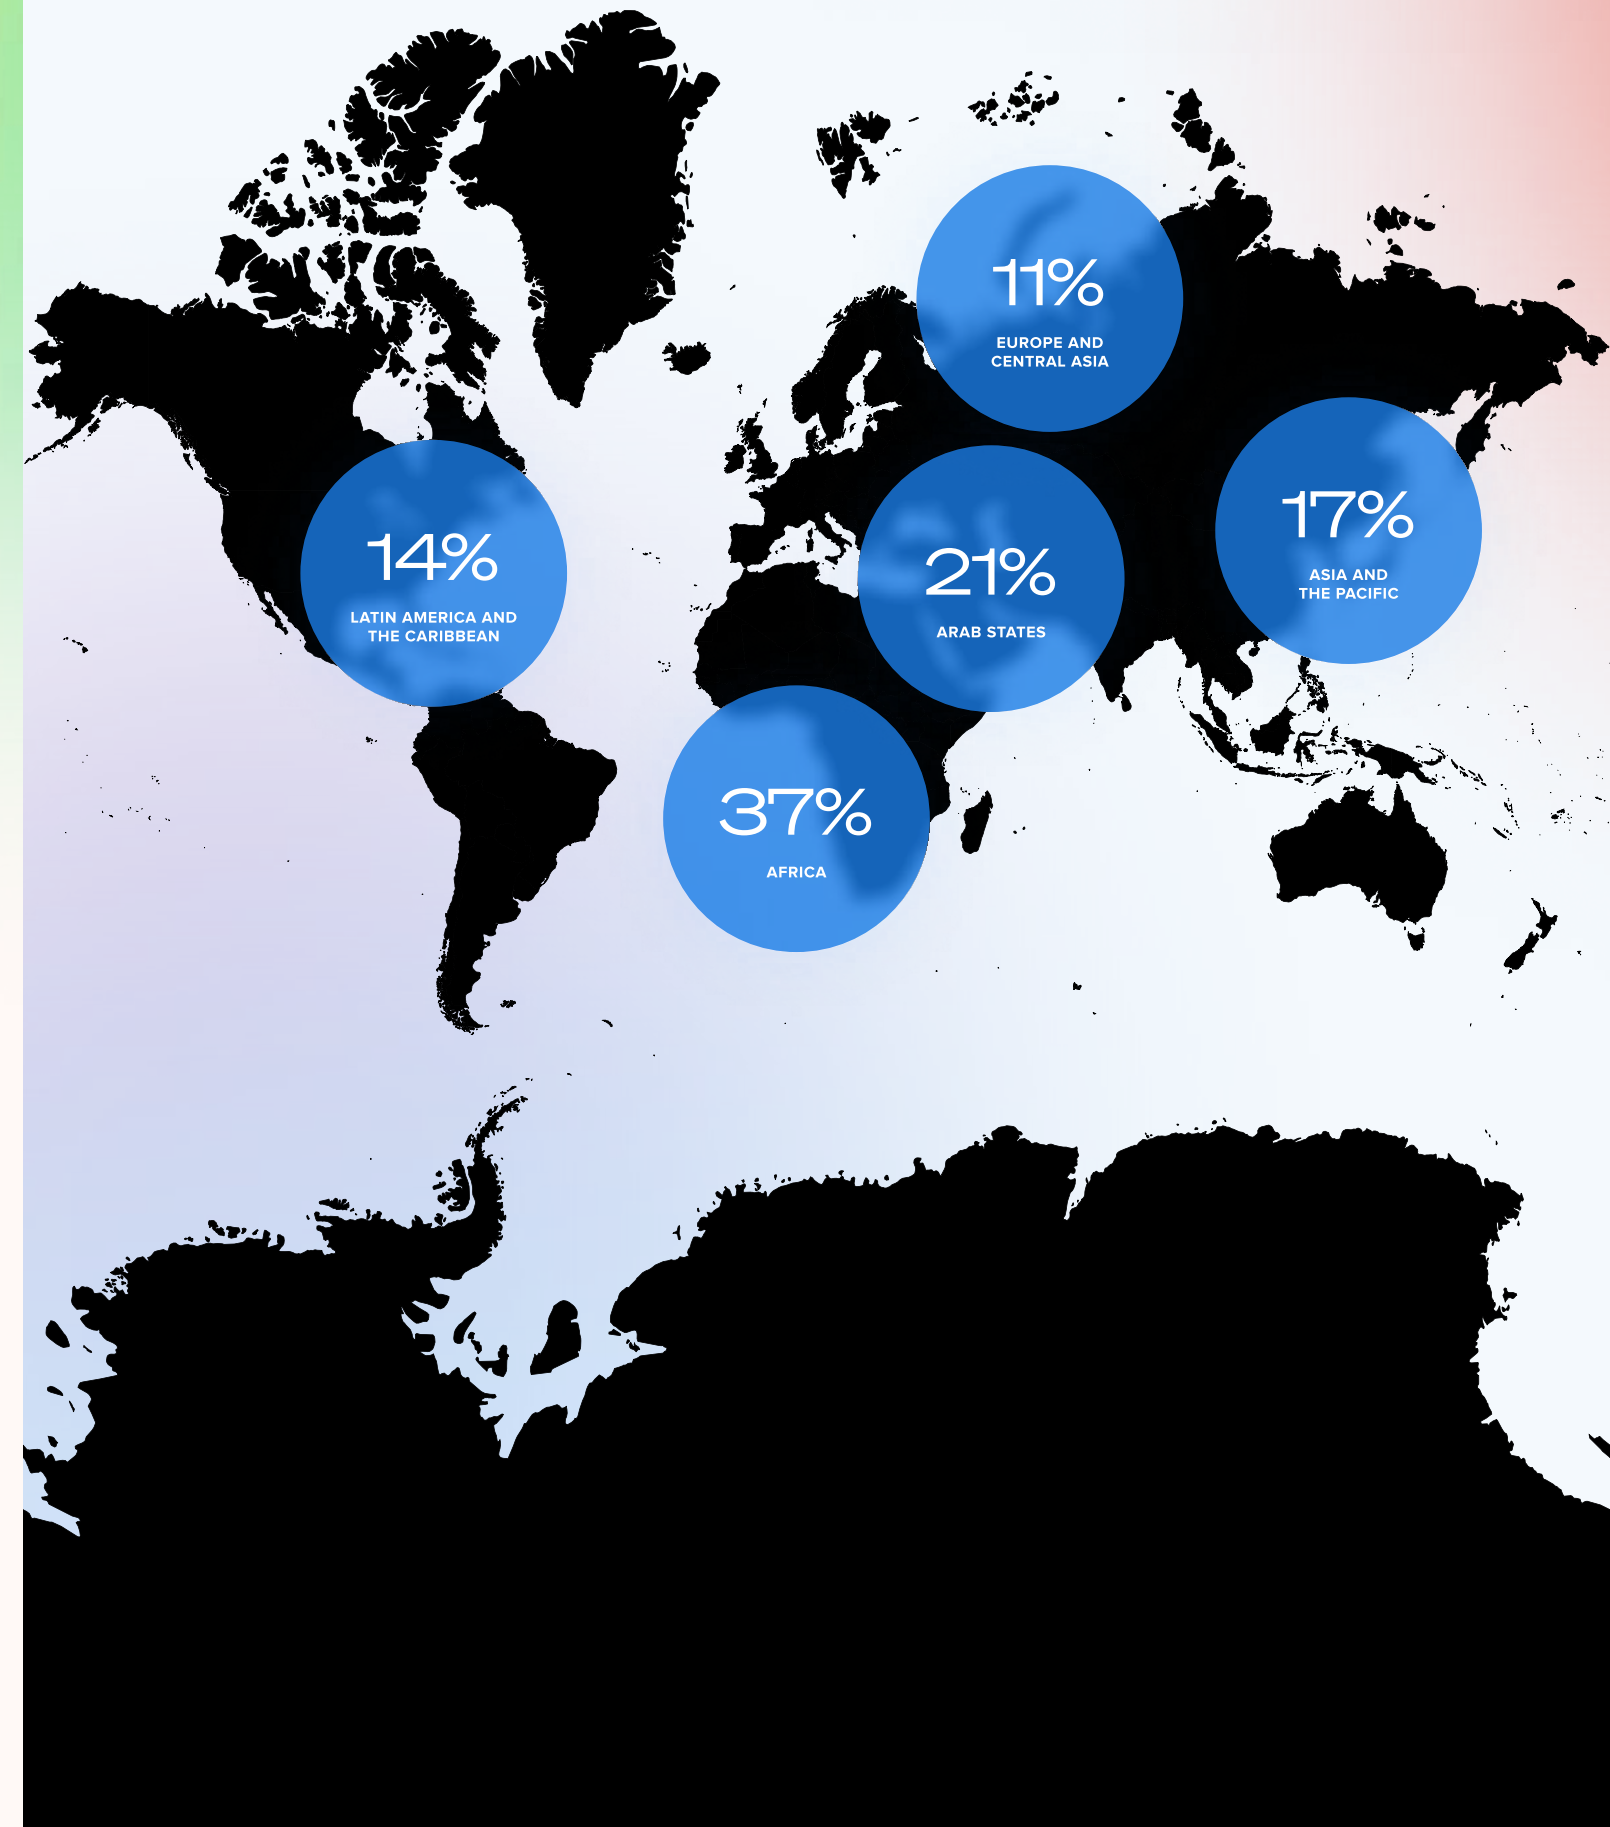 11%
EUROPE AND
CENTRAL ASIA
14%
LATIN AMERICA AND
THE CARIBBEAN
21%
ARAB STATES
17%
ASIA AND
THE PACIFIC
37%
AFRICA